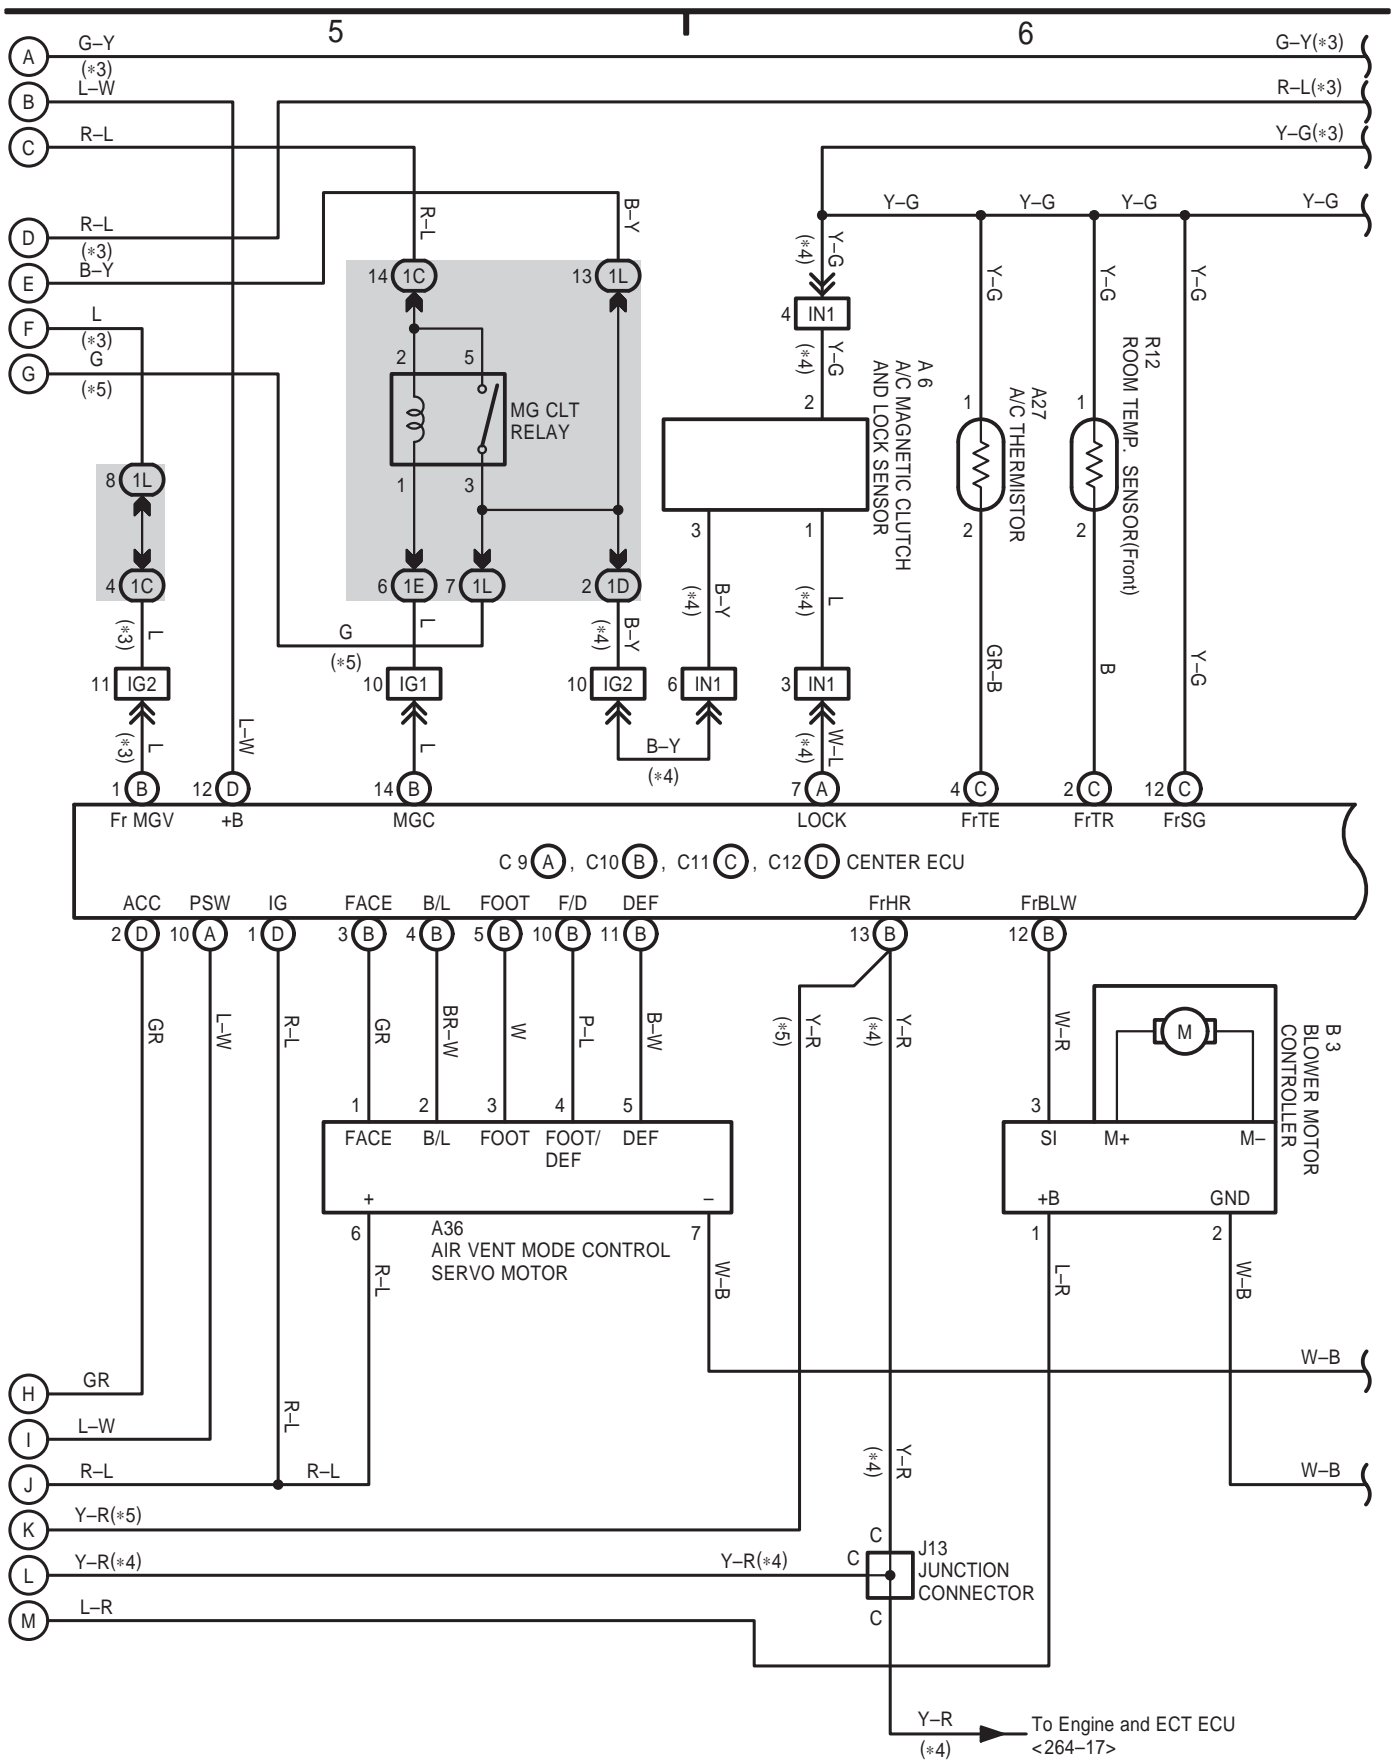 5
6
A
G–Y
(*3)
G–Y(*3)
B
L–W
R–L(*3)
C
R–L
Y–G(*3)
Y–G
Y–G
Y–G
Y–G
D
R–L
(*3)
E
B–Y
F
L
(*3)
G
G
(*5)
R–L
B–Y
Y–G
(*4)
Y–G
Y–G
Y–G
14
1C
13
1L
4
IN1
Y–G
(*4)
2
5
MG CLT
RELAY
1
3
2
A 6
A/C MAGNETIC CLUTCH
AND LOCK SENSOR
1
A27
A/C THERMISTOR
1
R12
ROOM TEMP. SENSOR(Front)
8
1L
4
1C
6
1E
7
1L
2
1D
3
1
2
2
L
(*3)
G
(*5)
L
B–Y
(*4)
B–Y
(*4)
L
(*4)
GR–B
B
Y–G
11
IG2
10
IG1
10
IG2
6
IN1
3
IN1
L
(*3)
L–W
L
B–Y
(*4)
W–L
(*4)
1
B
12
D
14
B
7
A
4
C
2
C
12
C
Fr MGV
+B
MGC
LOCK
FrTE
FrTR
FrSG
C 9 A , C10 B , C11 C , C12 D CENTER ECU
ACC
PSW
IG
FACE
B/L
FOOT
F/D
DEF
FrHR
FrBLW
2
D
10
A
1
D
3
B
4
B
5
B
10
B
11
B
13
B
12
B
GR
L–W
R–L
GR
BR–W
W
P–L
B–W
Y–R
(*5)
Y–R
(*4)
W–R
M
B 3
BLOWER MOTOR
CONTROLLER
1
2
3
4
5
3
FACE
B/L
FOOT
FOOT/
DEF
DEF
SI
M+
M–
+
–
+B
GND
6
A36
AIR VENT MODE CONTROL
SERVO MOTOR
7
1
2
R–L
W–B
L–R
W–B
W–B
H
GR
I
L–W
R–L
J
R–L
R–L
Y–R
(*4)
W–B
K
Y–R(*5)
L
Y–R(*4)
Y–R(*4)
C
C
C
J13
JUNCTION
CONNECTOR
M
L–R
Y–R
(*4)
To Engine and ECT ECU
<264–17>